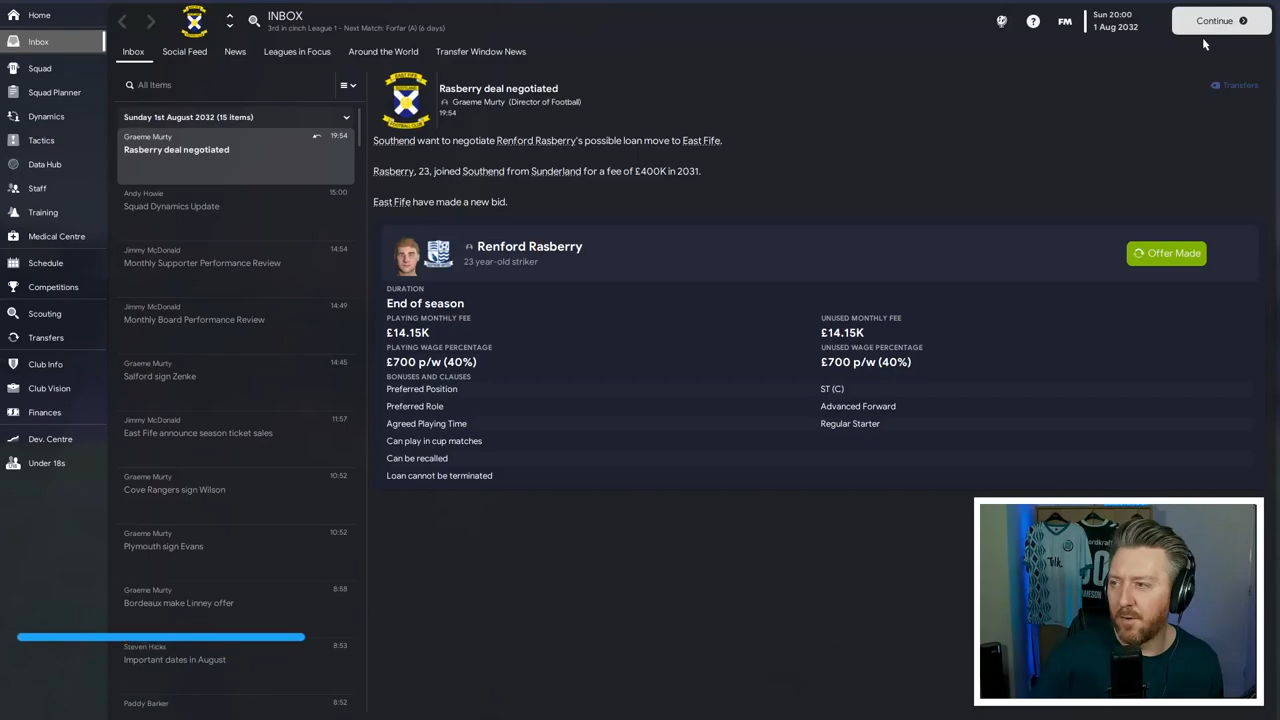 Home
Inbox
Squad
Squad Planner
Dynamics
Tactics
Data Hub
Staff
Training
Medical Centre
Schedule
Competitions
Scouting
Transfers
Club Info
Club Vision
Finances
Dev. Centre
Under 18s
INBOX
3rd in cinch League 1 - Next Match: Forfar (A) (6 days)
FM
Sun 20:00
1 Aug 2032
Continue
Inbox
Social Feed
News
Leagues in Focus
Around the World
Transfer Window News
All Items
Sunday 1st August 2032 (15 items)
Graeme Murty 19:54
Rasberry deal negotiated
Andy Howie 15:00
Squad Dynamics Update
Jimmy McDonald 14:54
Monthly Supporter Performance Review
Jimmy McDonald 14:49
Monthly Board Performance Review
Graeme Murty 14:45
Salford sign Zenke
Jimmy McDonald 11:57
East Fife announce season ticket sales
Graeme Murty 10:52
Cove Rangers sign Wilson
Graeme Murty 10:52
Plymouth sign Evans
Graeme Murty 8:58
Bordeaux make Linney offer
Steven Hicks 8:53
Important dates in August
Paddy Barker 8:52
EAST FIFE
SCOTLAND
FOOTBALL CLUB
Rasberry deal negotiated
Graeme Murty (Director of Football)
19:54
Transfers
Southend want to negotiate Renford Rasberry's possible loan move to East Fife.
Rasberry, 23, joined Southend from Sunderland for a fee of £400K in 2031.
East Fife have made a new bid.
Renford Rasberry
23 year-old striker
Offer Made
DURATION
End of season
PLAYING MONTHLY FEE UNUSED MONTHLY FEE
£14.15K £14.15K
PLAYING WAGE PERCENTAGE UNUSED WAGE PERCENTAGE
£700 p/w (40%) £700 p/w (40%)
BONUSES AND CLAUSES
Preferred Position ST (C)
Preferred Role Advanced Forward
Agreed Playing Time Regular Starter
Can play in cup matches
Can be recalled
Loan cannot be terminated
Talk.
JAMIESON